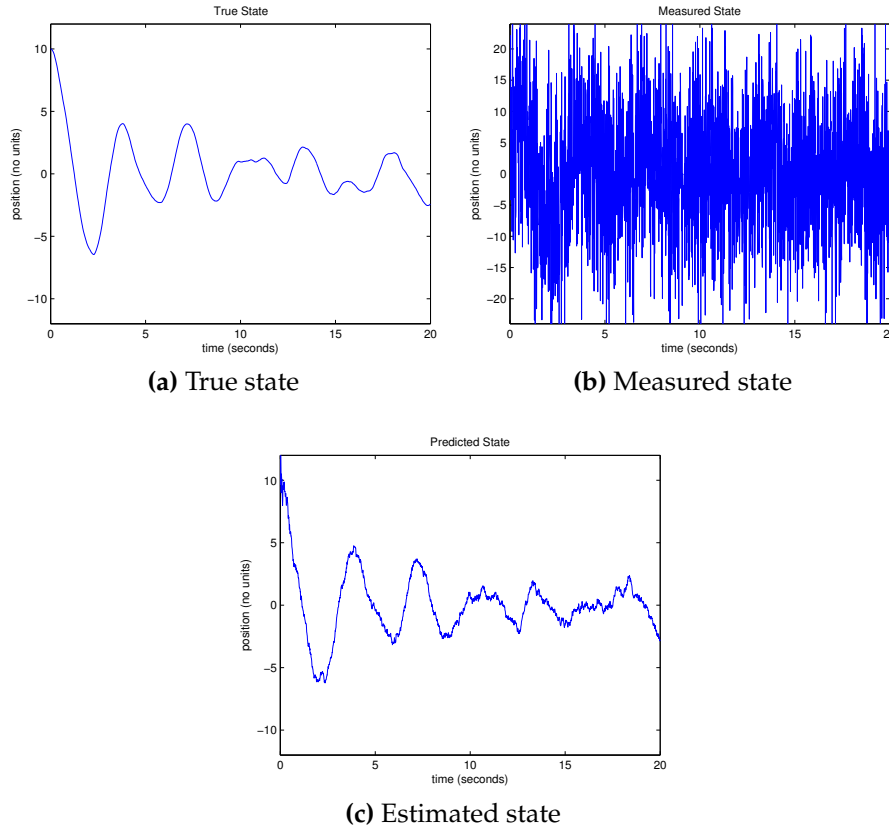 True State
10
5
0
−5
−10
position (no units)
0 5 10 15 20
time (seconds)
(a) True state
Measured State
20
15
10
5
0
−5
−10
−15
−20
position (no units)
0 5 10 15 20
time (seconds)
(b) Measured state
Predicted State
10
5
0
−5
−10
position (no units)
0 5 10 15 20
time (seconds)
(c) Estimated state